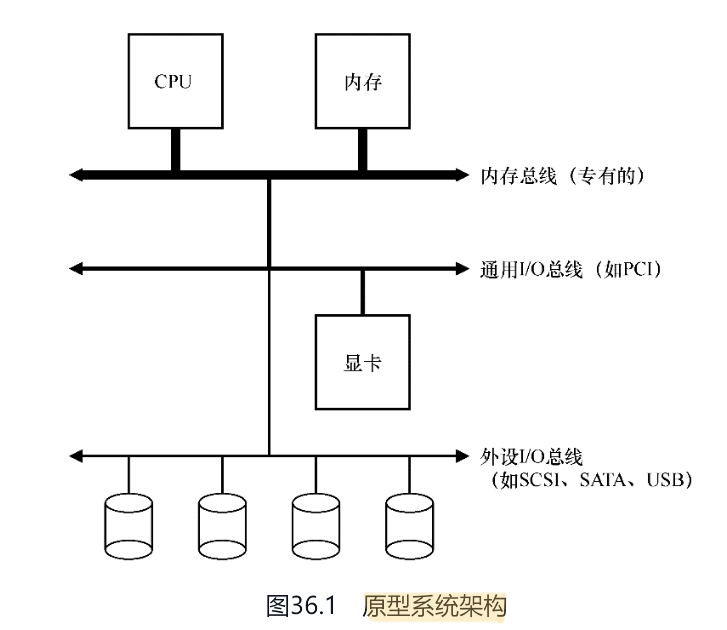 CPU
内存
内存总线（专有的）
通用I/O总线（如PCI）
显卡
外设I/O总线
（如SCSI、SATA、USB）
图36.1 原型系统架构